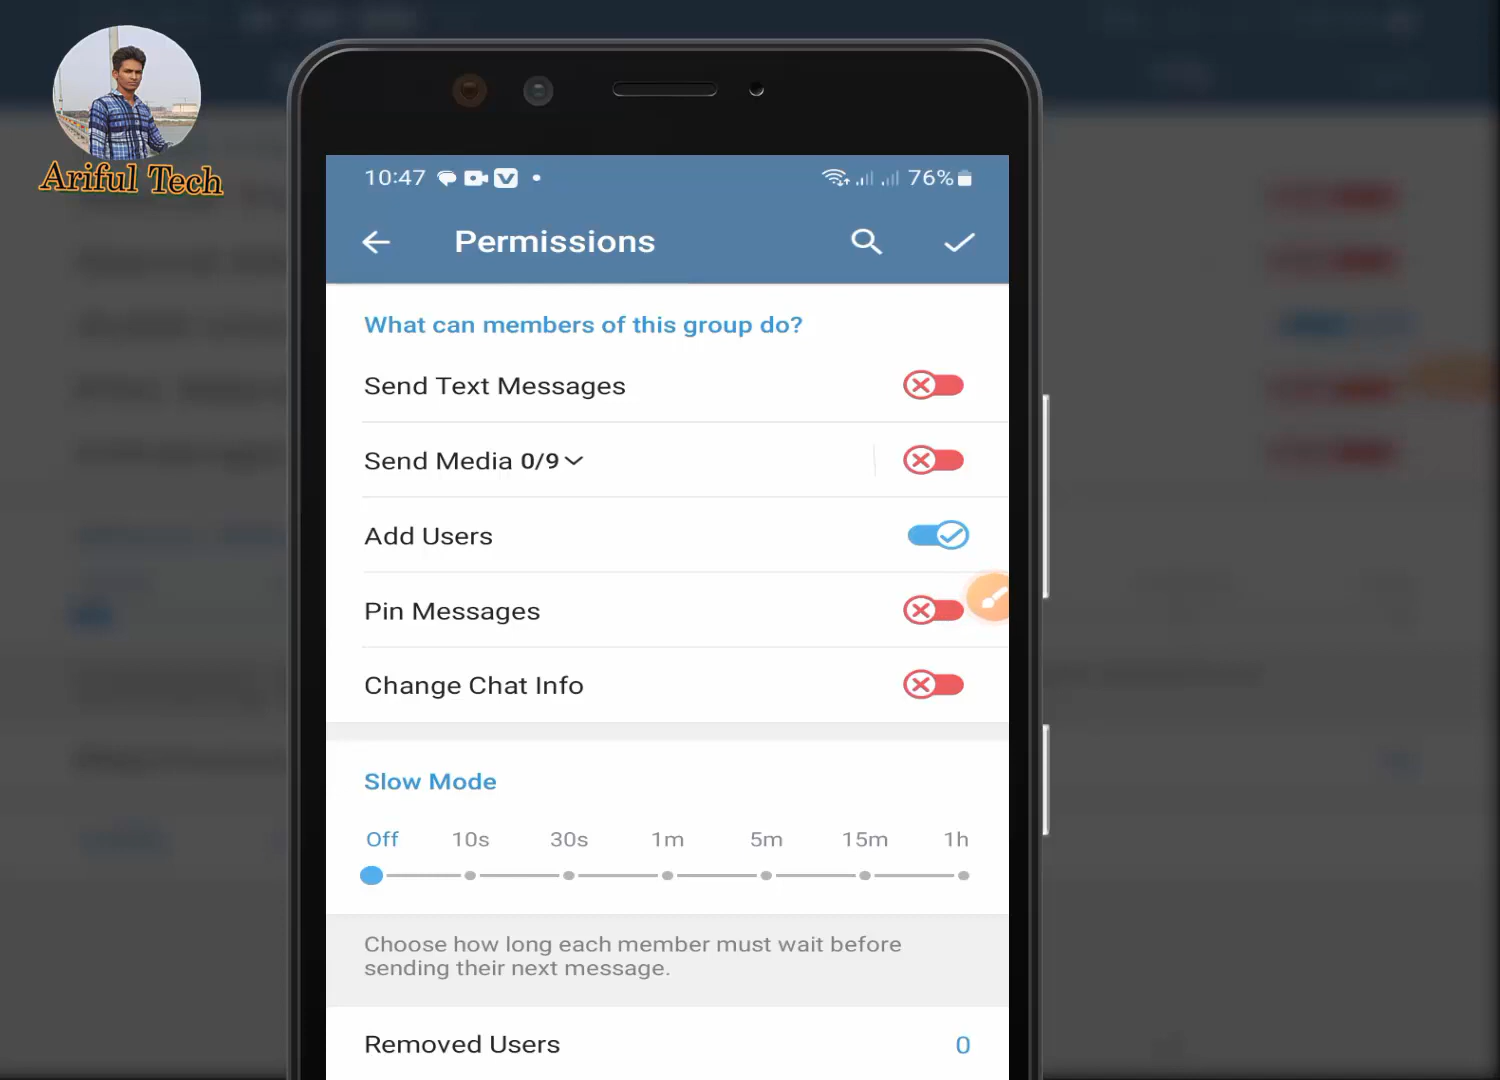 Ariful Tech
10:47 76%
Permissions
What can members of this group do?
Send Text Messages
Send Media 0/9
Add Users
Pin Messages
Change Chat Info
Slow Mode
Off 10s 30s 1m 5m 15m 1h
Choose how long each member must wait before
sending their next message.
Removed Users 0